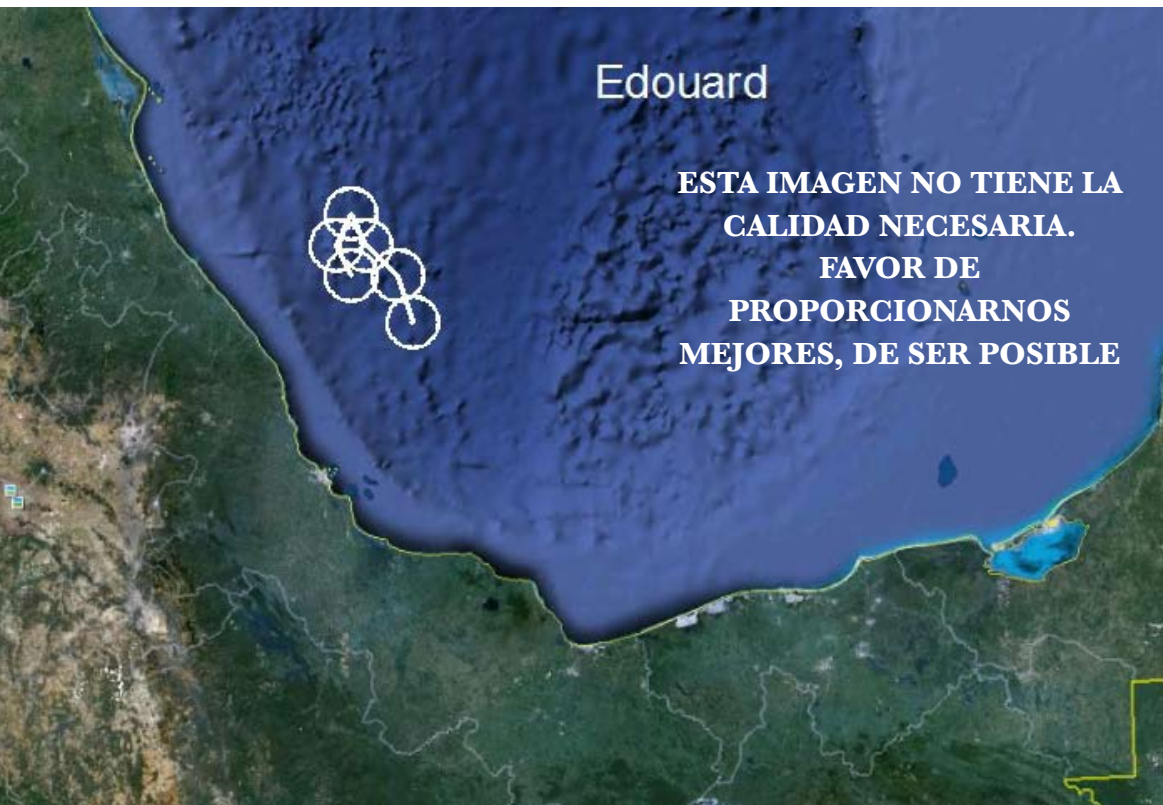 Edouard
ESTA IMAGEN NO TIENE LA
CALIDAD NECESARIA.
FAVOR DE
PROPORCIONARNOS
MEJORES, DE SER POSIBLE